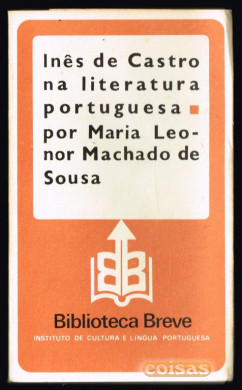 Inês de Castro
na literatura
portuguesa
por Maria Leo-
nor Machado de
Sousa
Biblioteca Breve
INSTITUTO DE CULTURA E LÍNGUA PORTUGUESA
coisas